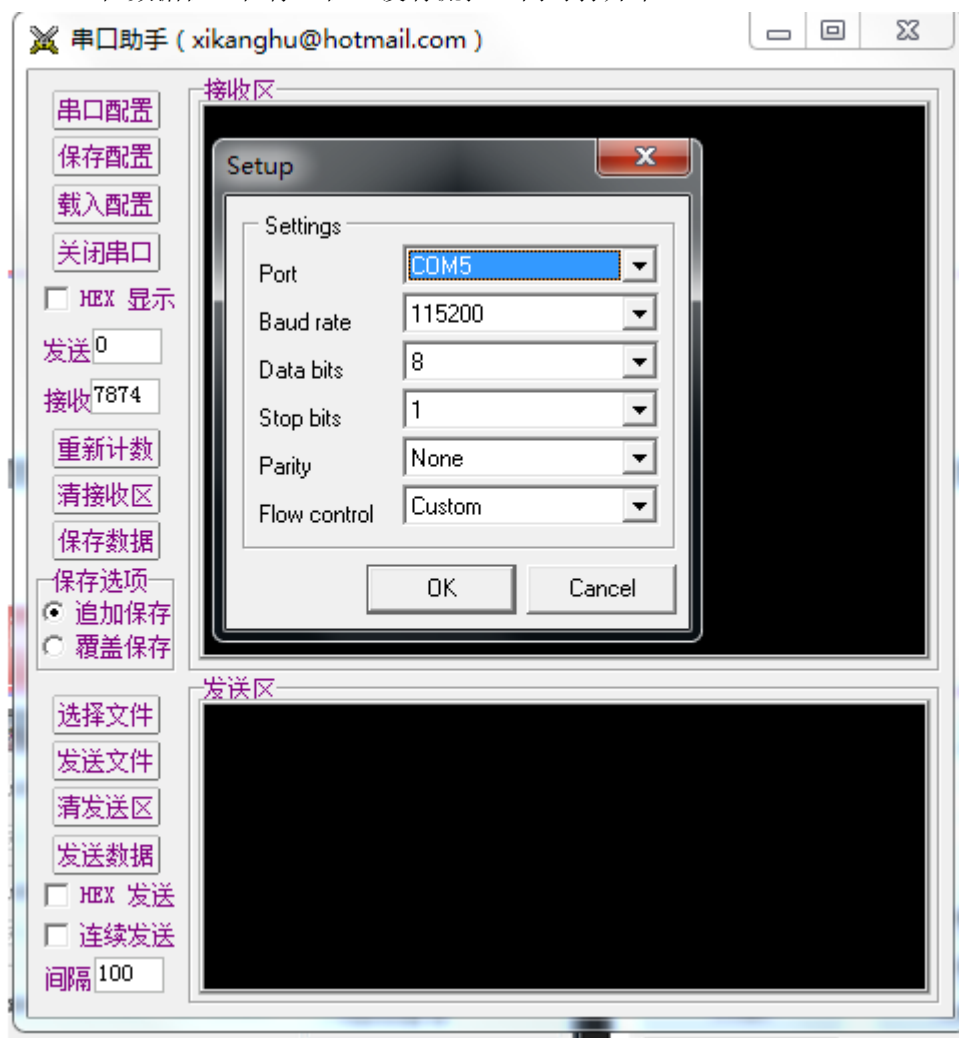 串口助手 ( xikanghu@hotmail.com )
接收区
串口配置
保存配置
载入配置
关闭串口
HEX 显示
发送 0
接收 7874
重新计数
清接收区
保存数据
保存选项
追加保存
覆盖保存
Setup
Settings
Port COM5
Baud rate 115200
Data bits 8
Stop bits 1
Parity None
Flow control Custom
OK Cancel
发送区
选择文件
发送文件
清发送区
发送数据
HEX 发送
连续发送
间隔 100